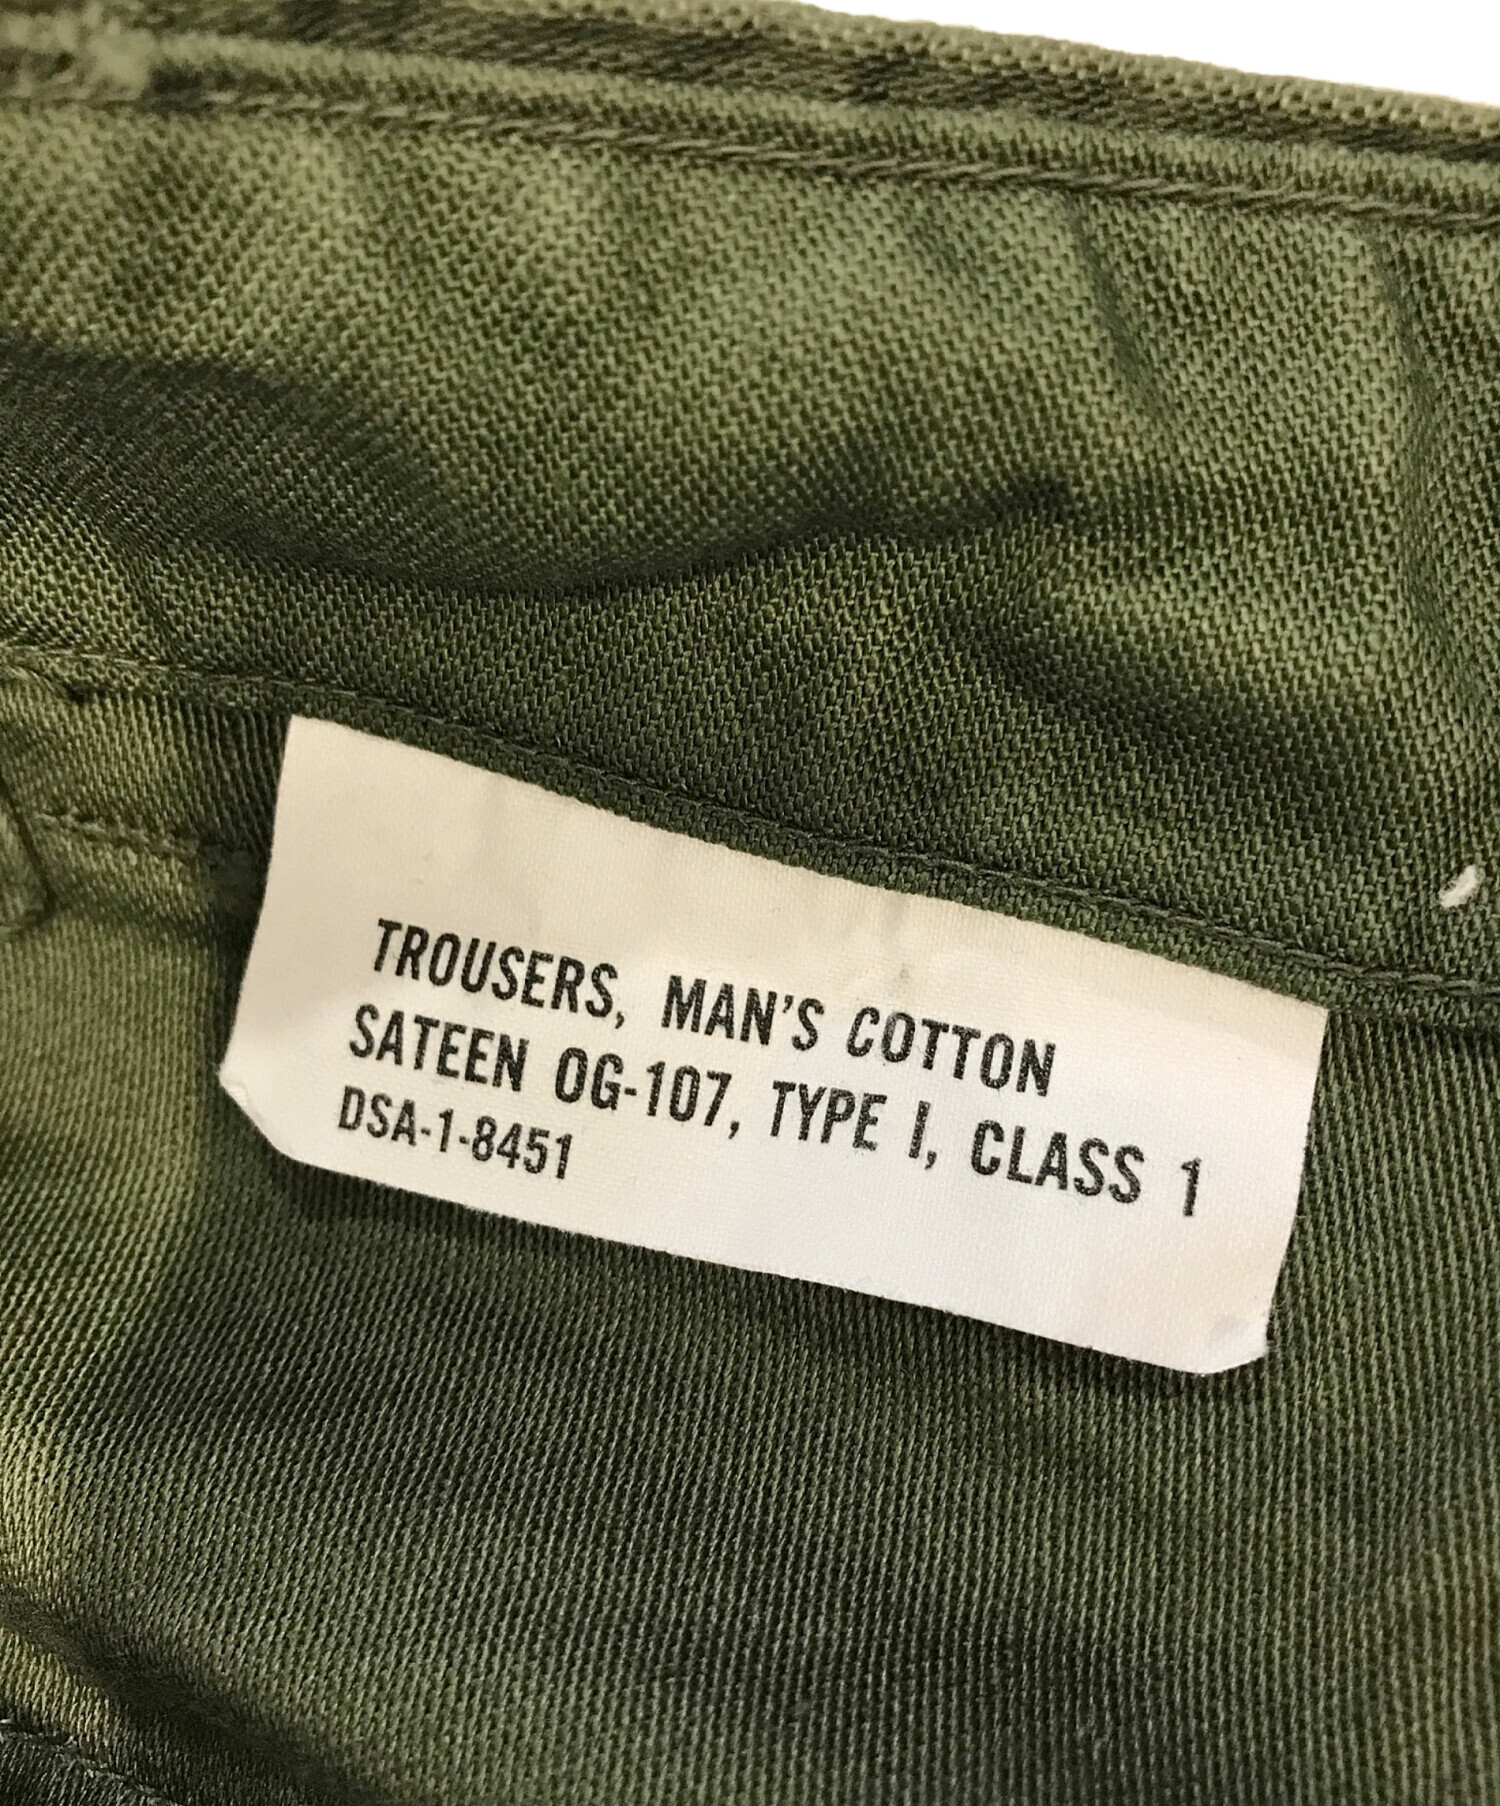 TROUSERS, MAN'S COTTON
SATEEN OG-107, TYPE I, CLASS 1
DSA-1-8451